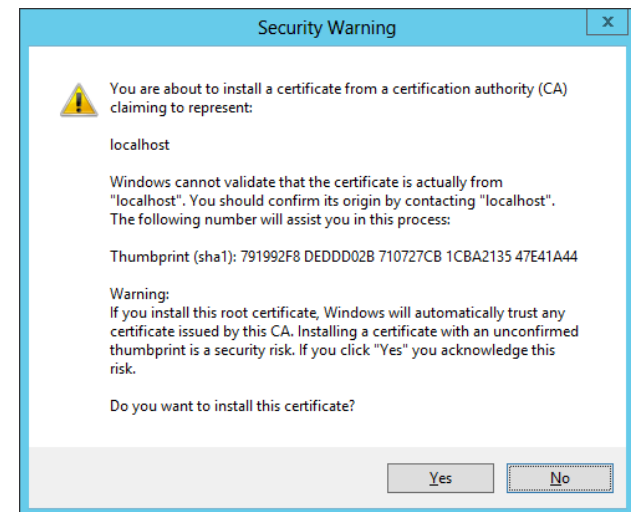 Security Warning
x
You are about to install a certificate from a certification authority (CA)
claiming to represent:
localhost
Windows cannot validate that the certificate is actually from
"localhost". You should confirm its origin by contacting "localhost".
The following number will assist you in this process:
Thumbprint (sha1): 791992F8 DEDDD02B 710727CB 1CBA2135 47E41A44
Warning:
If you install this root certificate, Windows will automatically trust any
certificate issued by this CA. Installing a certificate with an unconfirmed
thumbprint is a security risk. If you click "Yes" you acknowledge this
risk.
Do you want to install this certificate?
Yes
No